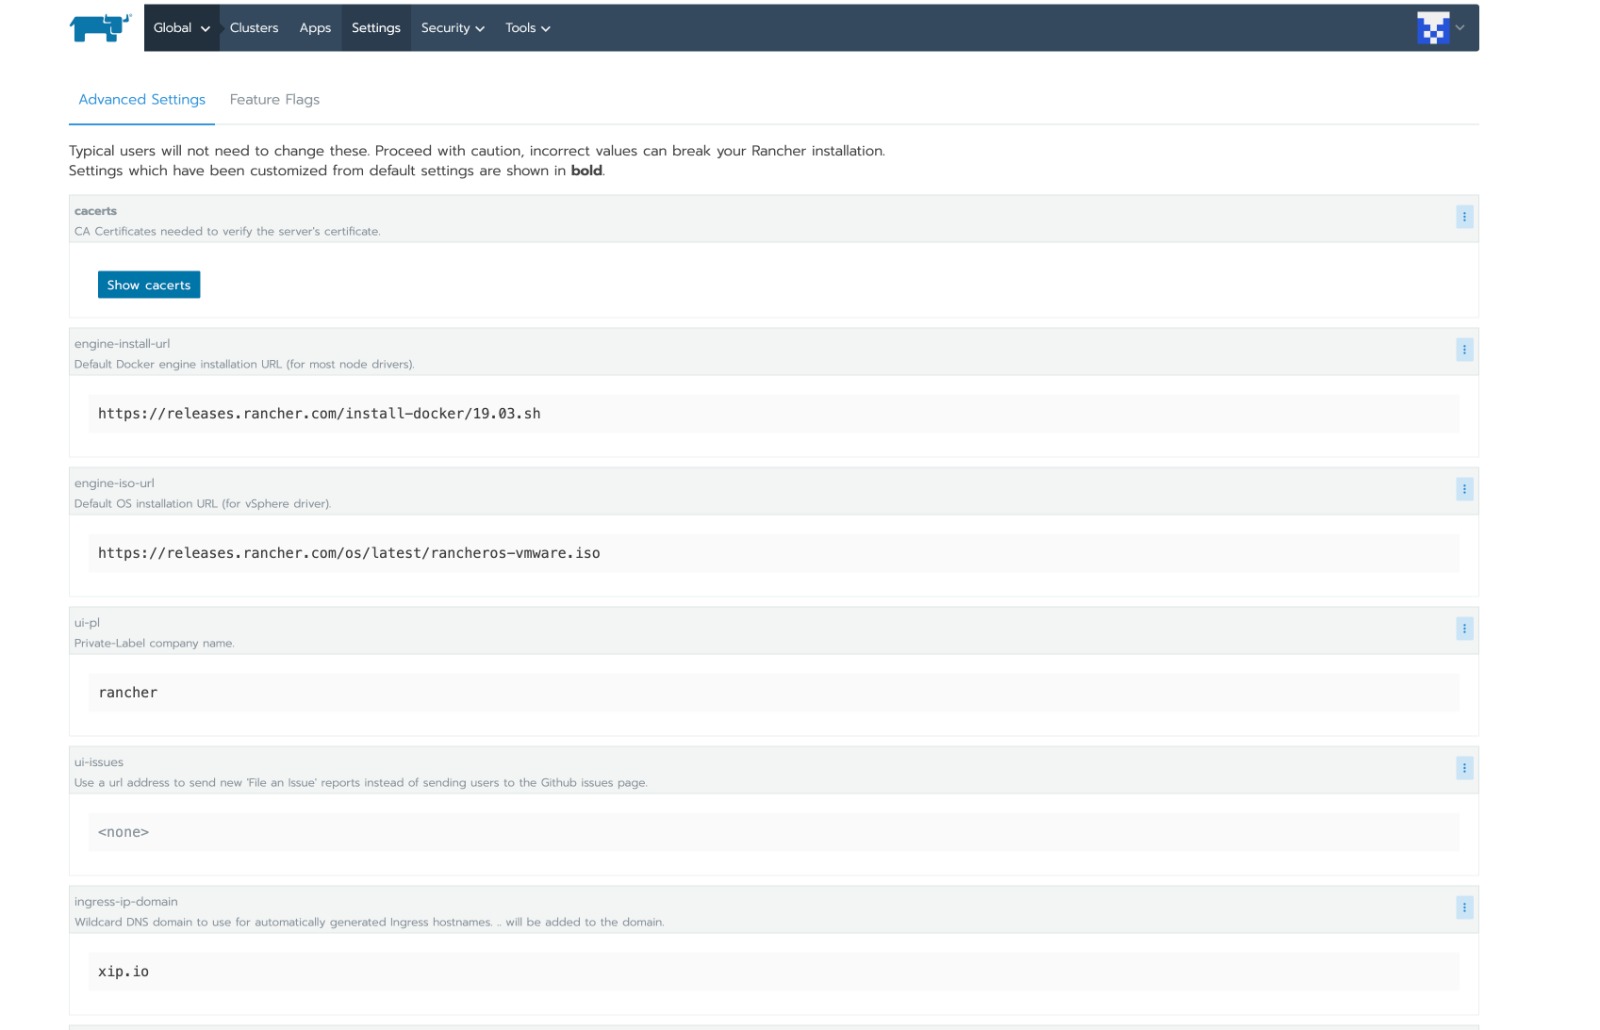 Global Clusters Apps Settings Security Tools
Advanced Settings Feature Flags
Typical users will not need to change these. Proceed with caution, incorrect values can break your Rancher installation.
Settings which have been customized from default settings are shown in bold.
cacerts
CA Certificates needed to verify the server's certificate.
Show cacerts
engine-install-url
Default Docker engine installation URL (for most node drivers).
https://releases.rancher.com/install-docker/19.03.sh
engine-iso-url
Default OS installation URL (for vSphere driver).
https://releases.rancher.com/os/latest/rancheros-vmware.iso
ui-pl
Private-Label company name.
rancher
ui-issues
Use a url address to send new 'File an Issue' reports instead of sending users to the Github issues page.
<none>
ingress-ip-domain
Wildcard DNS domain to use for automatically generated Ingress hostnames. .. will be added to the domain.
xip.io